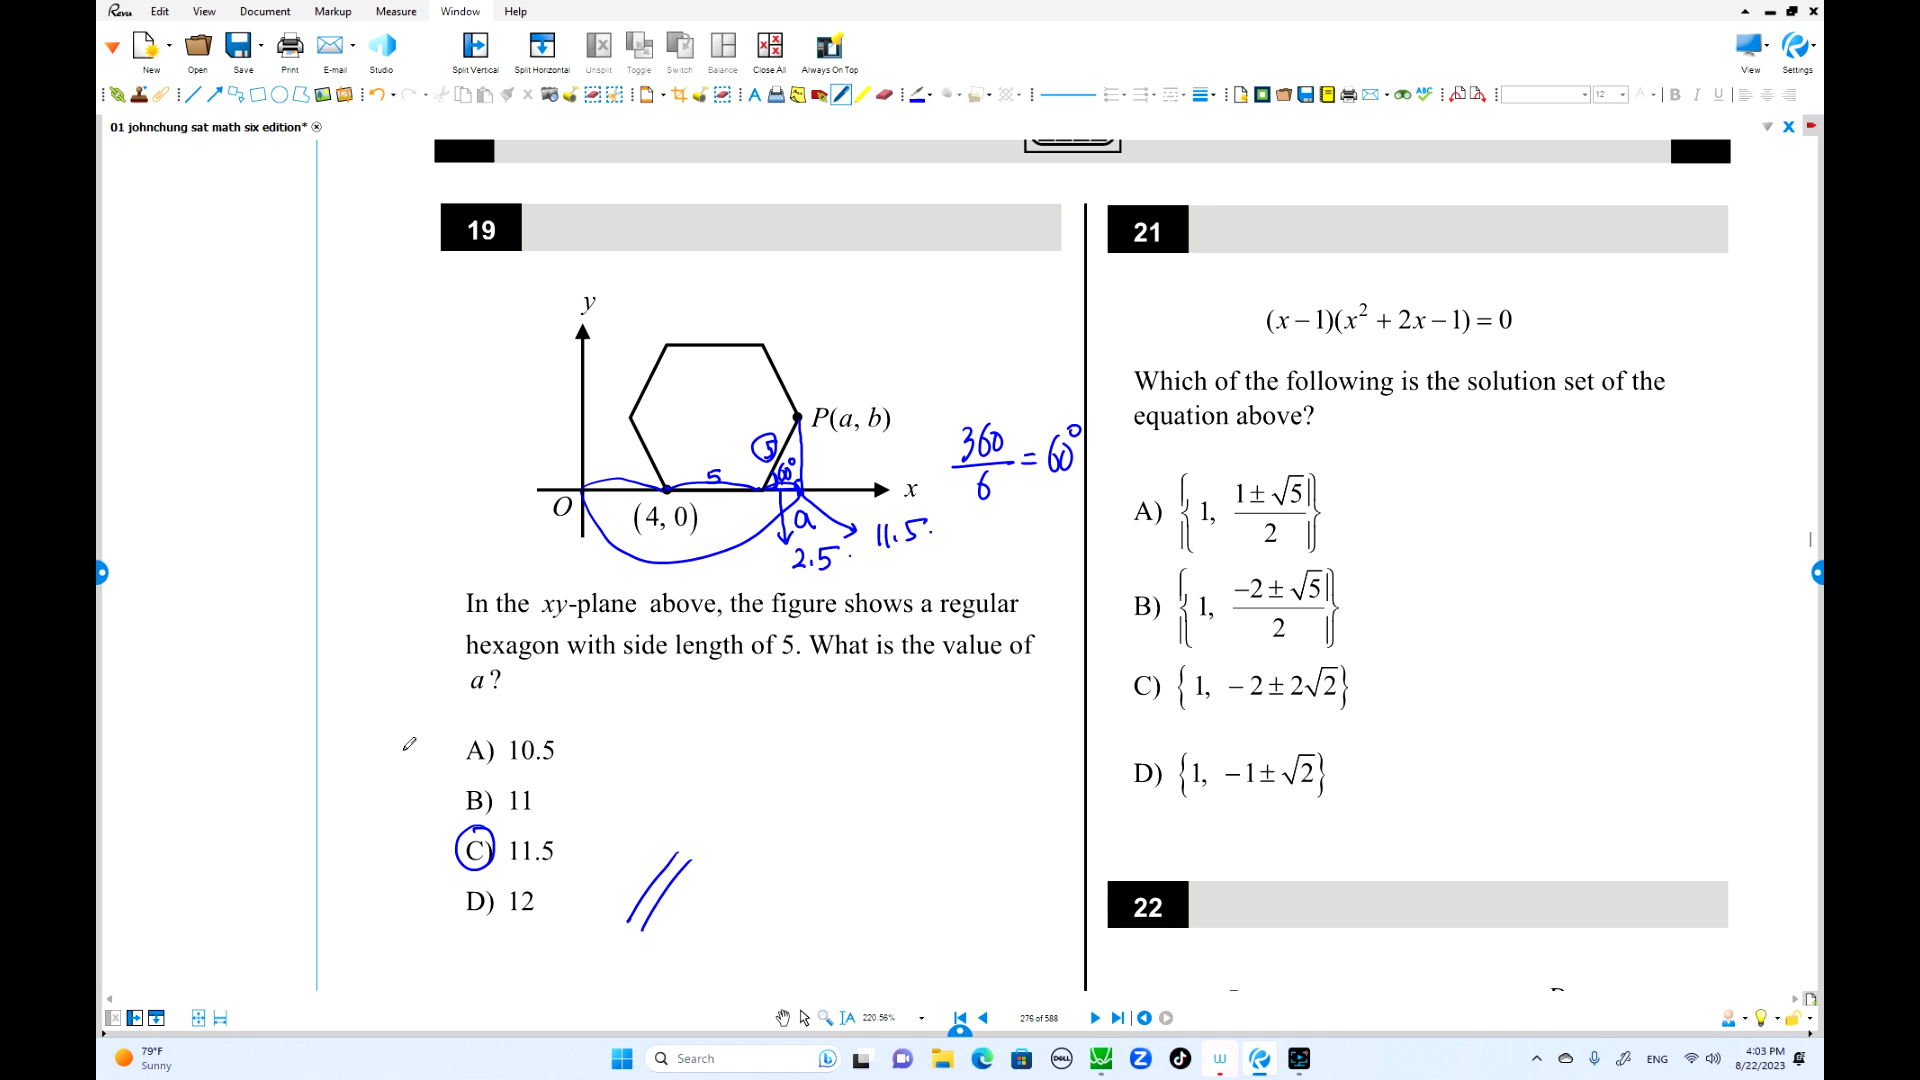 Revu Edit View Document Markup Measure Window Help
New Open Save Print E-mail Studio Split Vertical Split Horizontal Unsplit Toggle Switch Balance Close All Always On Top View Settings
12
01 johnchung sat math six edition*
19
y
P(a, b)
5
60°
5
O
(4, 0)
x
a
2.5
11.5
360/6 = 60°
In the xy-plane above, the figure shows a regular
hexagon with side length of 5. What is the value of
a?
A) 10.5
B) 11
C) 11.5
D) 12
21
(x − 1)(x² + 2x − 1) = 0
Which of the following is the solution set of the
equation above?
A) {1, (1 ± √5)/2}
B) {1, (−2 ± √5)/2}
C) {1, −2 ± 2√2}
D) {1, −1 ± √2}
22
220.56%
276 of 588
79°F
Sunny
Search
DELL
ENG
4:03 PM
8/22/2023